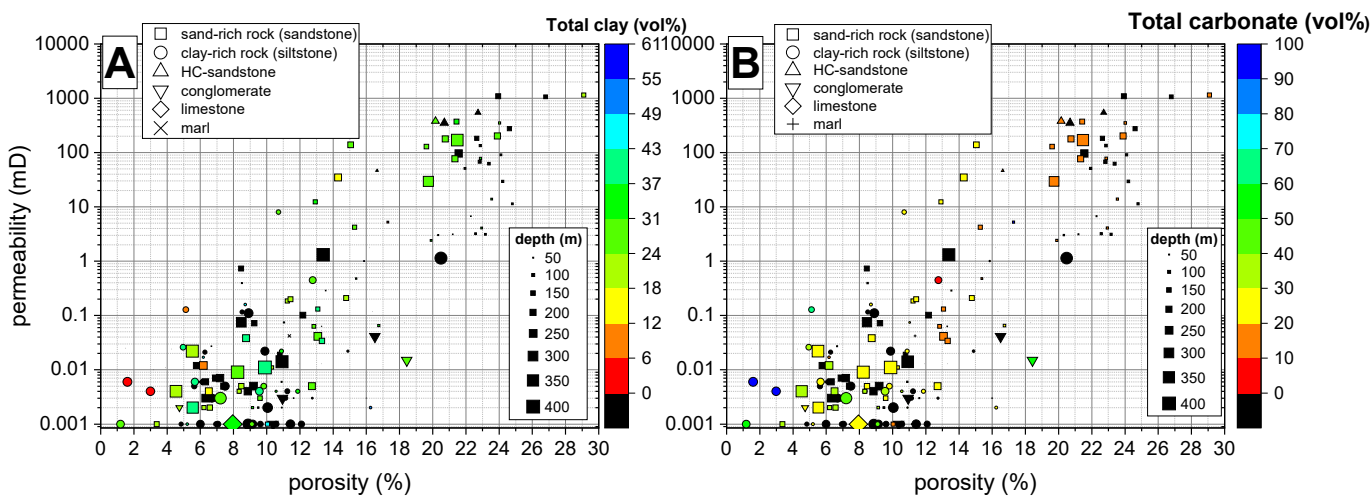 Total clay (vol%)
A
sand-rich rock (sandstone)
clay-rich rock (siltstone)
HC-sandstone
conglomerate
limestone
marl
10000
1000
100
10
1
0.1
0.01
0.001
permeability (mD)
0 2 4 6 8 10 12 14 16 18 20 22 24 26 28 30
porosity (%)
depth (m)
50
100
150
200
250
300
350
400
61
55
49
43
37
31
24
18
12
6
0
Total carbonate (vol%)
B
sand-rich rock (sandstone)
clay-rich rock (siltstone)
HC-sandstone
conglomerate
limestone
marl
10000
1000
100
10
1
0.1
0.01
0.001
0 2 4 6 8 10 12 14 16 18 20 22 24 26 28 30
porosity (%)
depth (m)
50
100
150
200
250
300
350
400
100
90
80
70
60
50
40
30
20
10
0